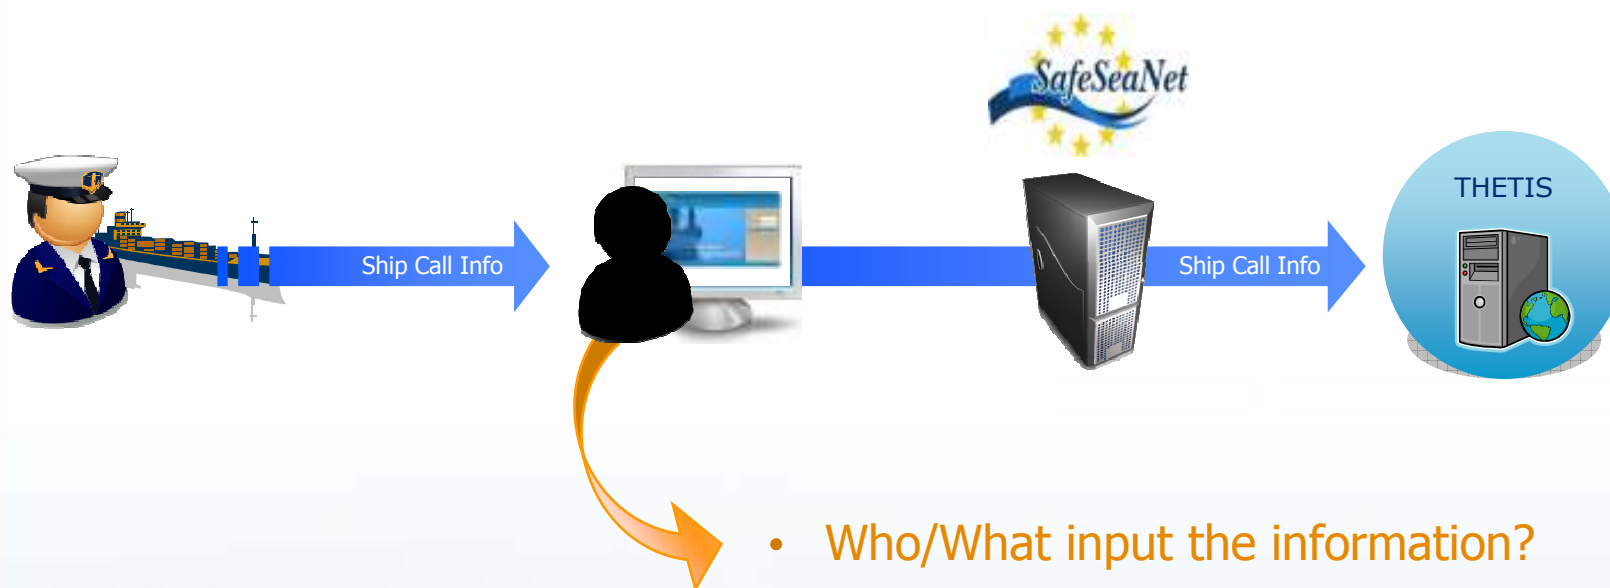 SafeSeaNet
THETIS
Ship Call Info
Ship Call Info
• Who/What input the information?